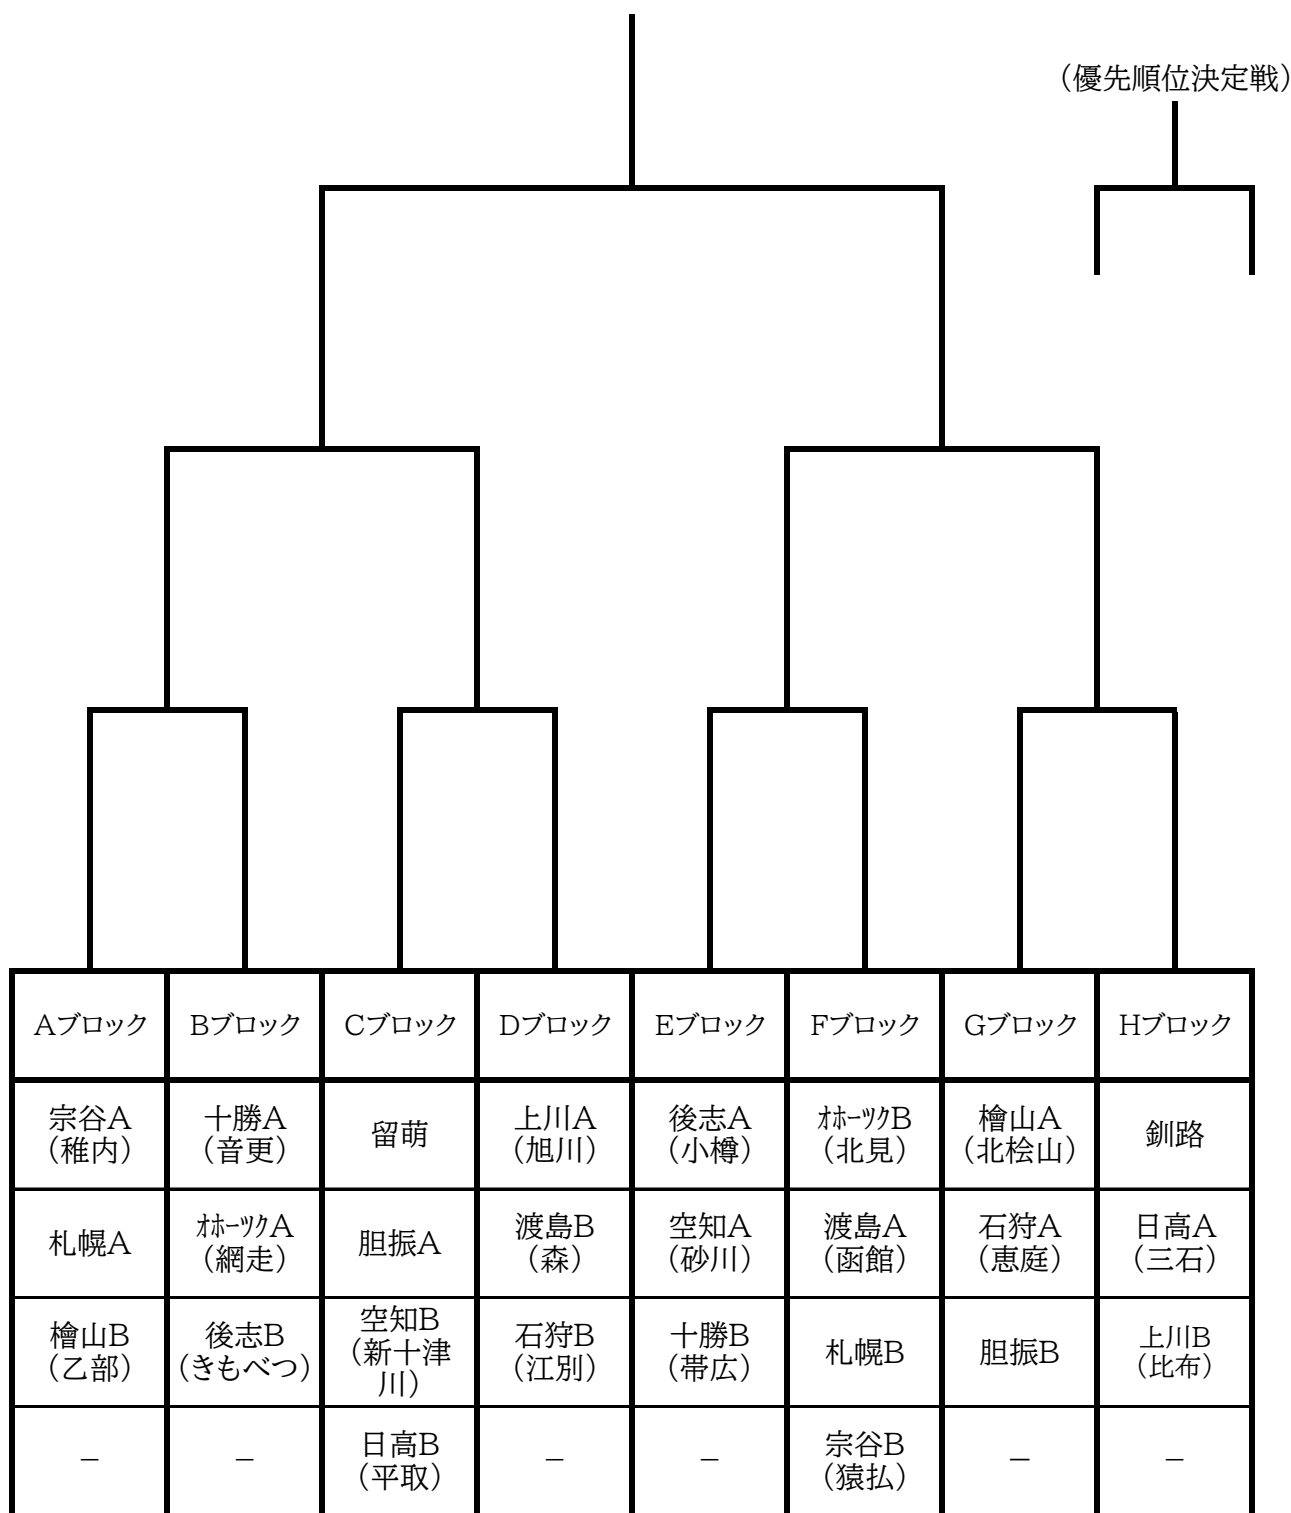 （優先順位決定戦）
Aブロック Bブロック Cブロック Dブロック Eブロック Fブロック Gブロック Hブロック
宗谷A
（稚内）
十勝A
（音更）
留萌
上川A
（旭川）
後志A
（小樽）
ｵﾎｰﾂｸB
（北見）
檜山A
（北桧山）
釧路
札幌A
ｵﾎｰﾂｸA
（網走）
胆振A
渡島B
（森）
空知A
（砂川）
渡島A
（函館）
石狩A
（恵庭）
日高A
（三石）
檜山B
（乙部）
後志B
（きもべつ）
空知B
（新十津
川）
石狩B
（江別）
十勝B
（帯広）
札幌B
胆振B
上川B
（比布）
－
－
日高B
（平取）
－
－
宗谷B
（猿払）
－
－